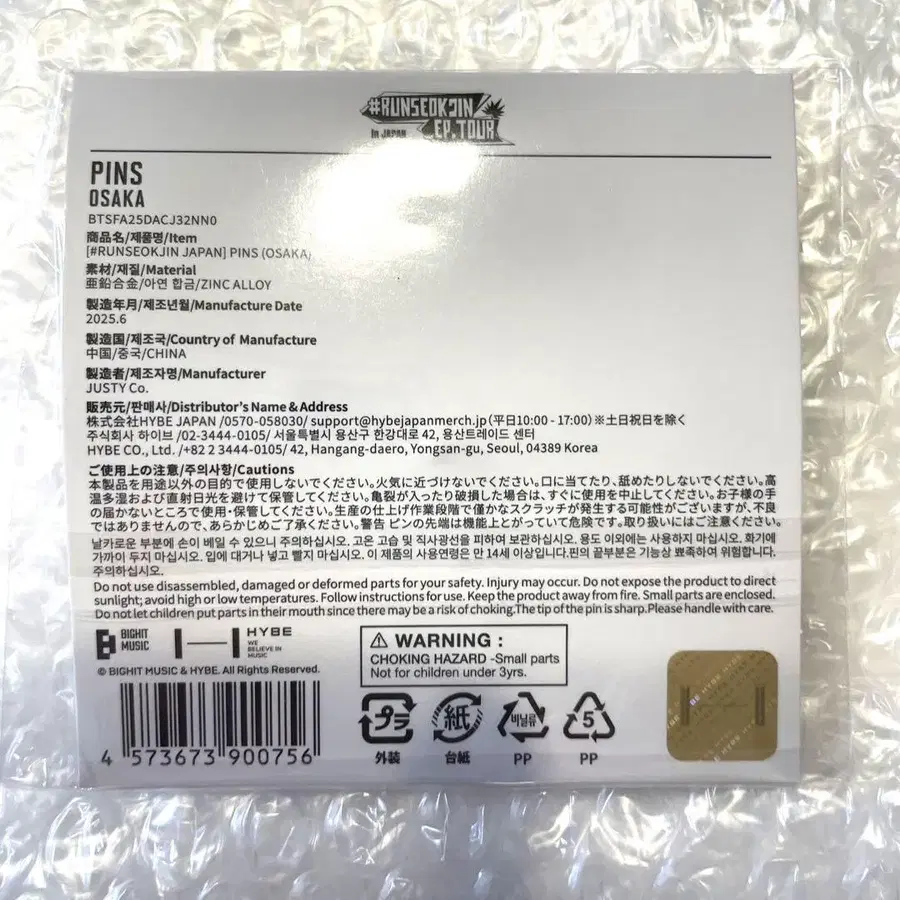 #RUNSEOKJIN
in JAPAN EP.TOUR
PINS
OSAKA
BTSFA25DACJ32NN0
商品名/제품명/Item
[#RUNSEOKJIN JAPAN] PINS (OSAKA)
素材/재질/Material
亜鉛合金/아연 합금/ZINC ALLOY
製造年月/제조년월/Manufacture Date
2025.6
製造国/제조국/Country of Manufacture
中国/중국/CHINA
製造者/제조자명/Manufacturer
JUSTY Co.
販売元/판매사/Distributor's Name & Address
株式会社HYBE JAPAN /0570-058030/ support@hybejapanmerch.jp (平日10:00 - 17:00) ※土日祝日を除く
주식회사 하이브 /02-3444-0105/ 서울특별시 용산구 한강대로 42, 용산트레이드 센터
HYBE CO., Ltd. /+82 2 3444-0105/ 42, Hangang-daero, Yongsan-gu, Seoul, 04389 Korea
ご使用上の注意/주의사항/Cautions
本製品を用途以外の目的で使用しないでください。火気に近づけないでください。口に当てたり、舐めたりしないでください。高
温多湿および直射日光を避けて保管してください。亀裂が入ったり破損した場合は、すぐに使用を中止してください。お子様の手
の届かないところで使用・保管してください。生産の仕上げ作業段階で僅かなスクラッチが発生する可能性がございますが、不良
ではありませんので、あらかじめご了承ください。警告 ピンの先端は機能上とがっていて危険です。取り扱いにはご注意ください。
날카로운 부분에 손이 베일 수 있으니 주의하십시오. 고온 고습 및 직사광선을 피하여 보관하십시오. 용도 이외에는 사용하지 마십시오. 화기에
가까이 두지 마십시오. 입에 대거나 넣고 빨지 마십시오. 이 제품의 사용연령은 만 14세 이상입니다.핀의 끝부분은 기능상 뾰족하여 위험합니다.
주의하십시오.
Do not use disassembled, damaged or deformed parts for your safety. Injury may occur. Do not expose the product to direct
sunlight; avoid high or low temperatures. Follow instructions for use. Keep the product away from fire. Small parts are enclosed.
Do not let children put parts in their mouth since there may be a risk of choking.The tip of the pin is sharp.Please handle with care.
BIGHIT
MUSIC
HYBE
WE
BELIEVE IN
MUSIC
© BIGHIT MUSIC & HYBE. All Rights Reserved.
⚠ WARNING :
CHOKING HAZARD -Small parts
Not for children under 3yrs.
4 573673 900756
プラ
外装
紙
台紙
비닐류
PP
5
PP
BE HYBE